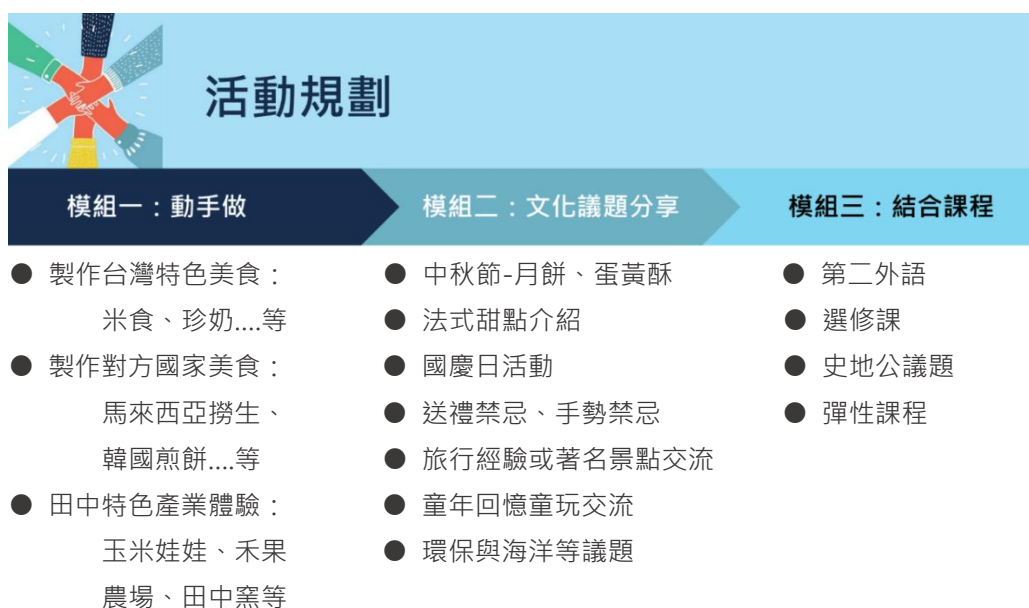 活動規劃
模組一：動手做
模組二：文化議題分享
模組三：結合課程
● 製作台灣特色美食：
米食、珍奶....等
● 製作對方國家美食：
馬來西亞撈生、
韓國煎餅....等
● 田中特色產業體驗：
玉米娃娃、禾果
農場、田中窯等
● 中秋節-月餅、蛋黃酥
● 法式甜點介紹
● 國慶日活動
● 送禮禁忌、手勢禁忌
● 旅行經驗或著名景點交流
● 童年回憶童玩交流
● 環保與海洋等議題
● 第二外語
● 選修課
● 史地公議題
● 彈性課程